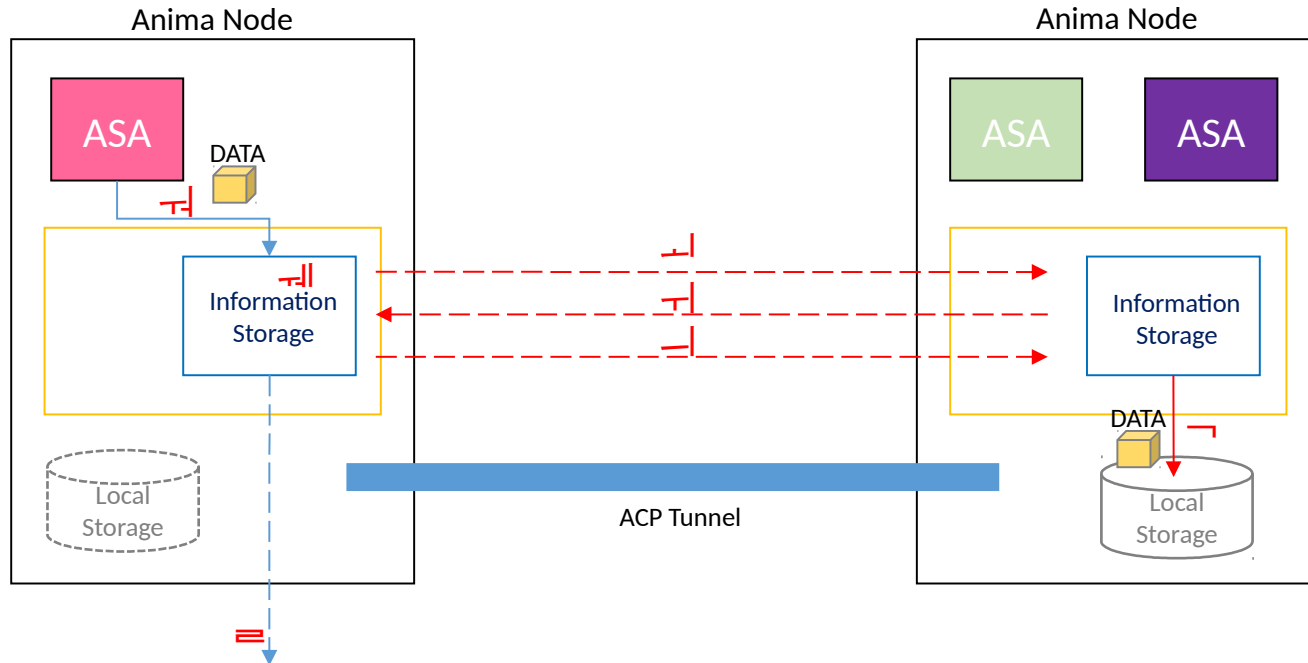 Anima Node
Anima Node
ASA
ASA
ASA
DATA
Information
Storage
Information
Storage
DATA
Local
Storage
Local
Storage
ACP Tunnel